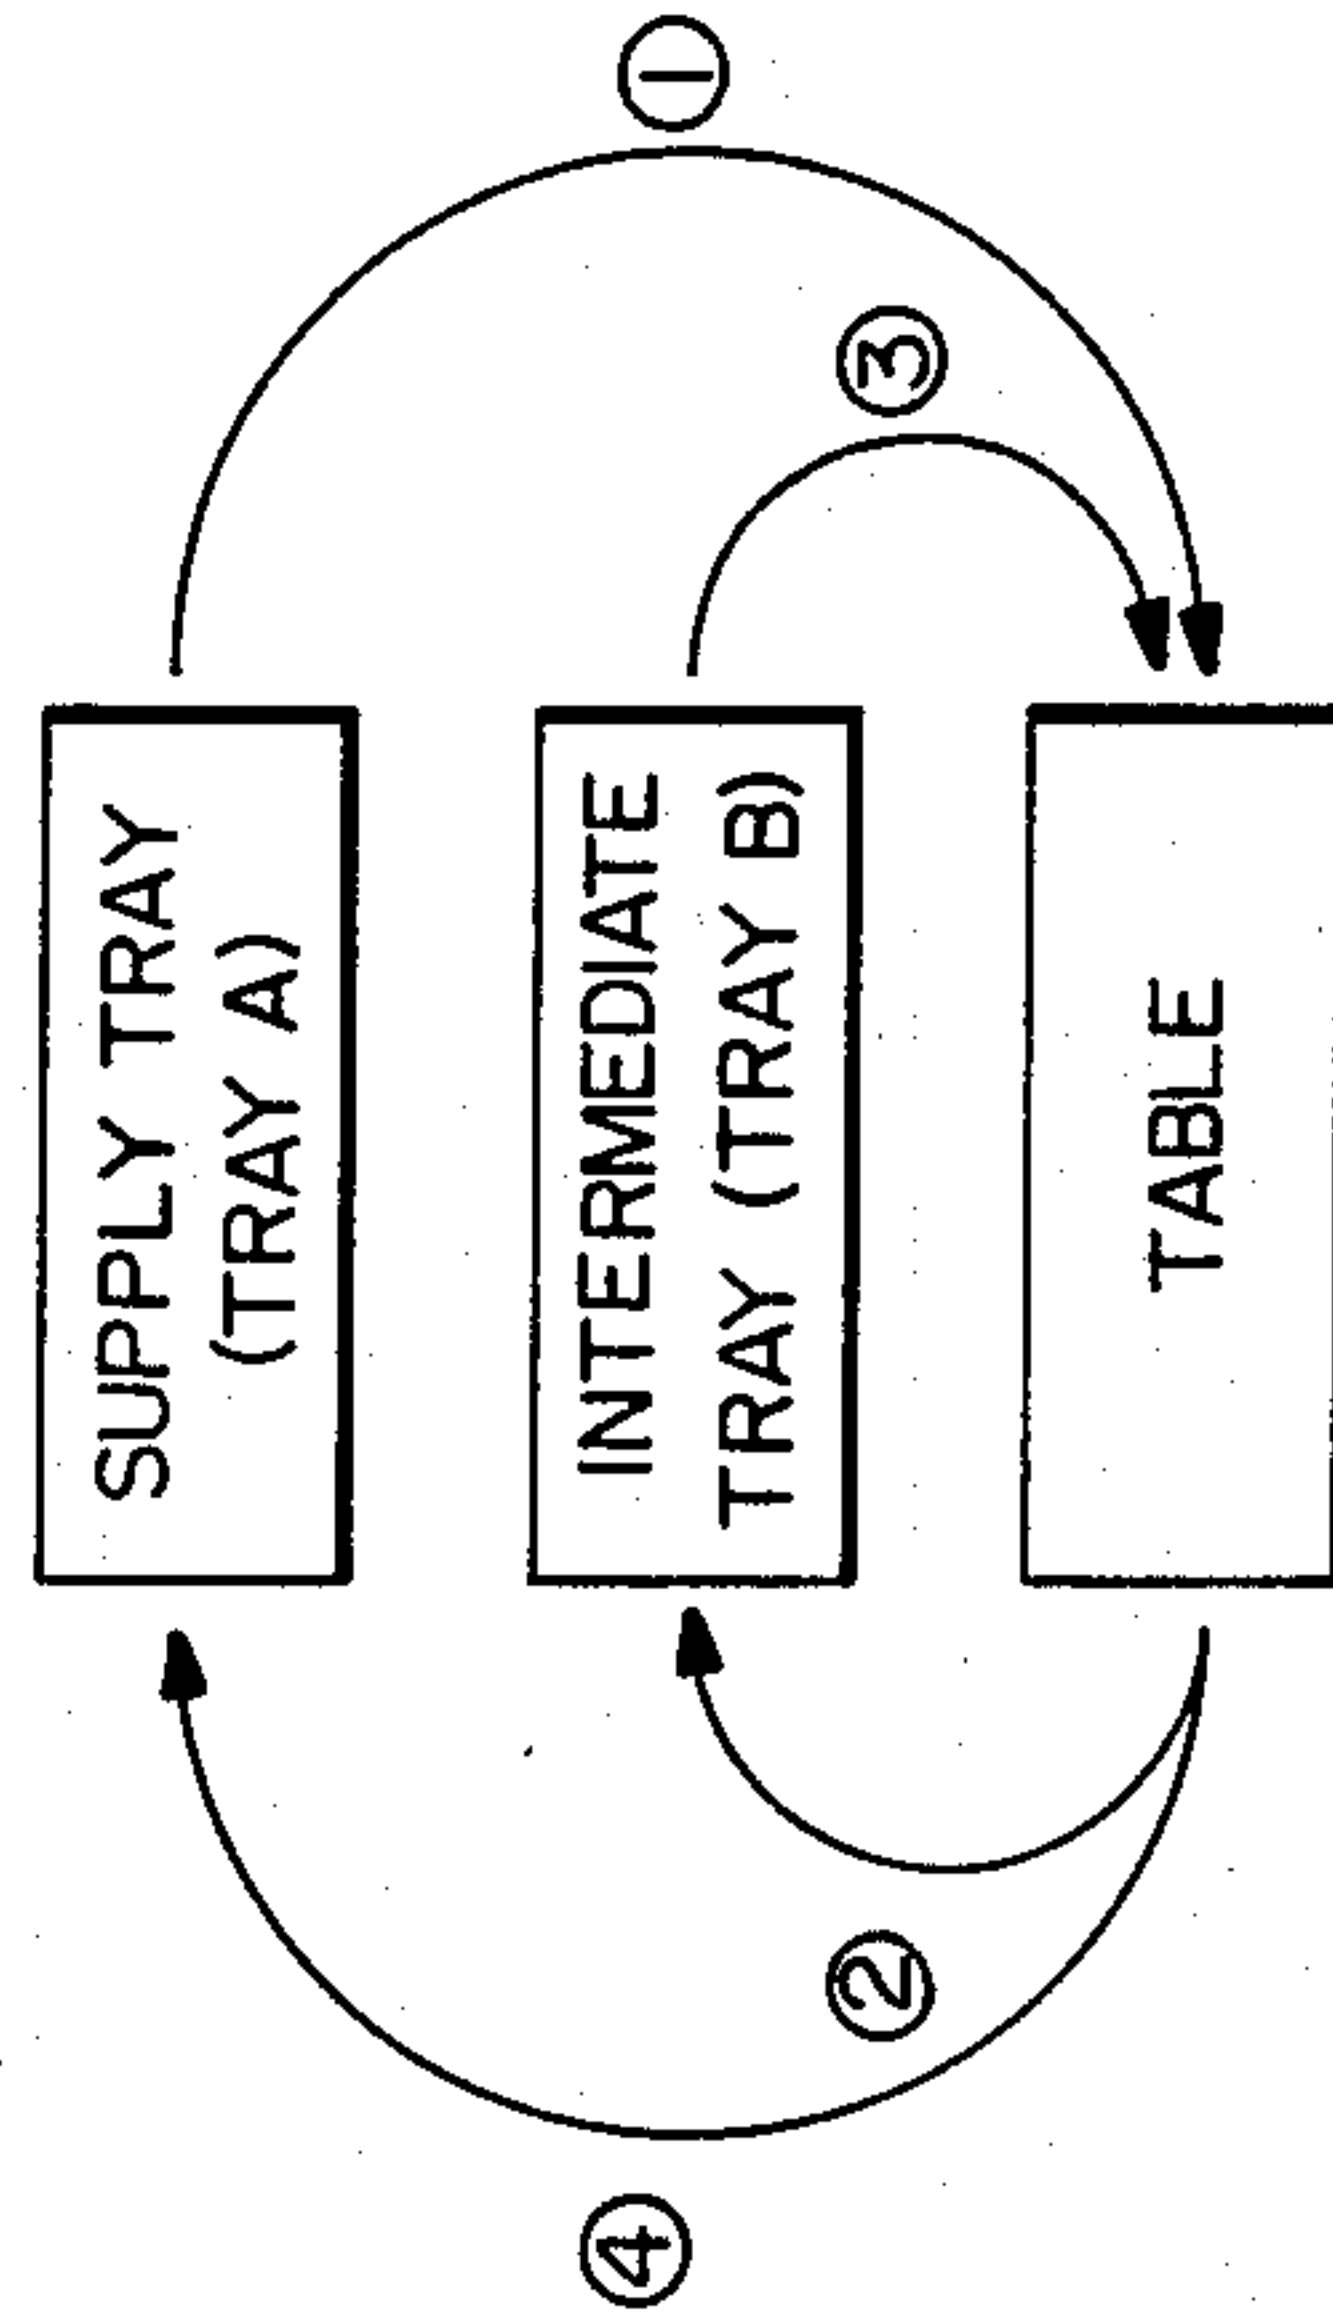 SUPPLY TRAY
(TRAY A)
INTERMEDIATE
TRAY (TRAY B)
TABLE
①
③
②
④